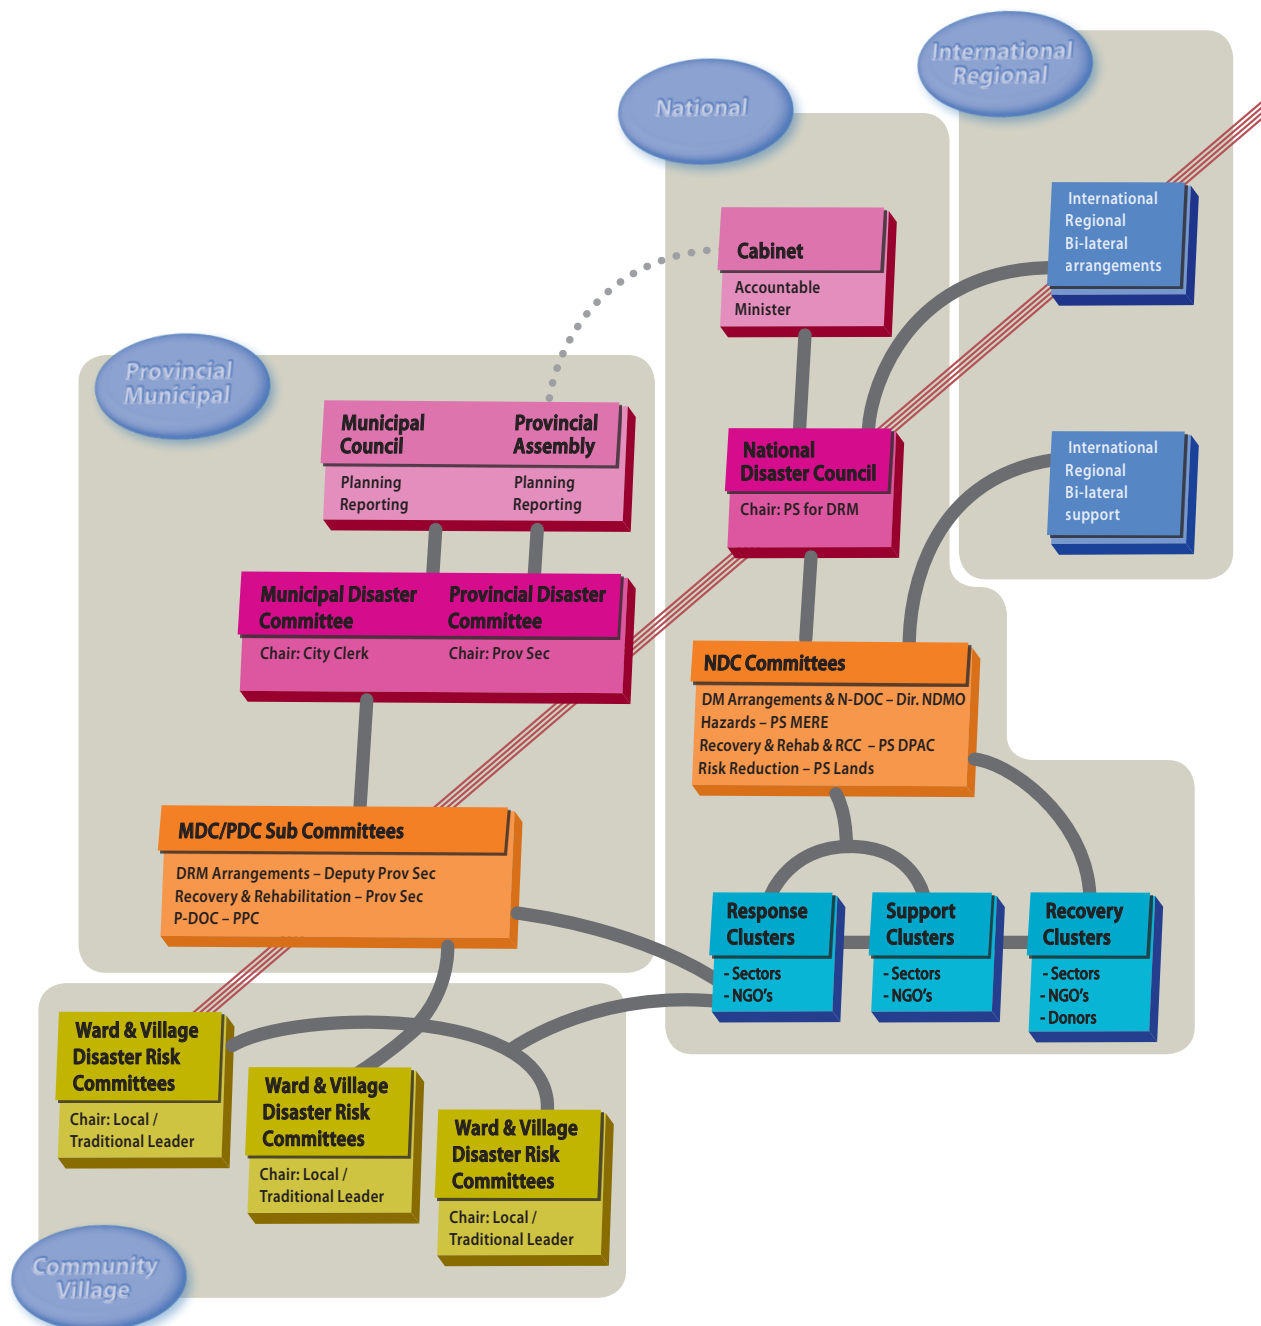 International
Regional
National
International
Regional
Bi-lateral
arrangements
Cabinet
Accountable
Minister
Provincial
Municipal
Municipal
Council
Planning
Reporting
Provincial
Assembly
Planning
Reporting
National
Disaster Council
Chair: PS for DRM
International
Regional
Bi-lateral
support
Municipal Disaster
Committee
Chair: City Clerk
Provincial Disaster
Committee
Chair: Prov Sec
NDC Committees
DM Arrangements & N-DOC – Dir. NDMO
Hazards – PS MERE
Recovery & Rehab & RCC – PS DPAC
Risk Reduction – PS Lands
MDC/PDC Sub Committees
DRM Arrangements – Deputy Prov Sec
Recovery & Rehabilitation – Prov Sec
P-DOC – PPC
Response
Clusters
- Sectors
- NGO's
Support
Clusters
- Sectors
- NGO's
Recovery
Clusters
- Sectors
- NGO's
- Donors
Ward & Village
Disaster Risk
Committees
Chair: Local /
Traditional Leader
Ward & Village
Disaster Risk
Committees
Chair: Local /
Traditional Leader
Ward & Village
Disaster Risk
Committees
Chair: Local /
Traditional Leader
Community
Village